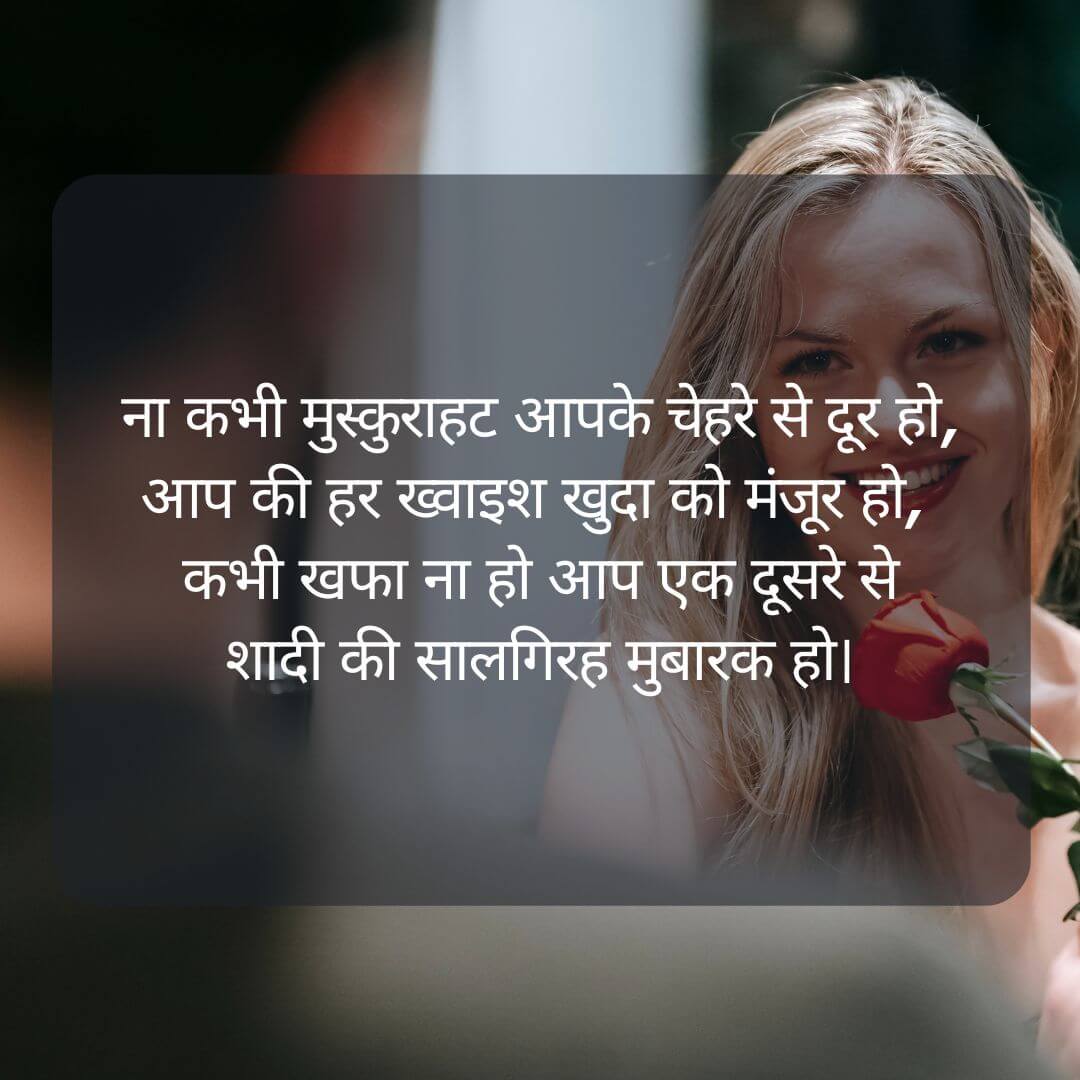 ना कभी मुस्कुराहट आपके चेहरे से दूर हो,
आप की हर ख्वाइश खुदा को मंजूर हो,
कभी खफा ना हो आप एक दूसरे से
शादी की सालगिरह मुबारक हो।